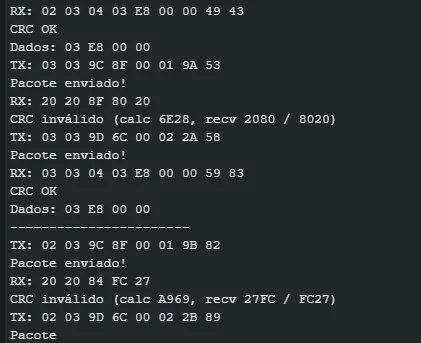 RX: 02 03 04 03 E8 00 00 49 43
CRC OK
Dados: 03 E8 00 00
TX: 03 03 9C 8F 00 01 9A 53
Pacote enviado!
RX: 20 20 8F 80 20
CRC inválido (calc 6E28, recv 2080 / 8020)
TX: 03 03 9D 6C 00 02 2A 58
Pacote enviado!
RX: 03 03 04 03 E8 00 00 59 83
CRC OK
Dados: 03 E8 00 00
-----------------------
TX: 02 03 9C 8F 00 01 9B 82
Pacote enviado!
RX: 20 20 84 FC 27
CRC inválido (calc A969, recv 27FC / FC27)
TX: 02 03 9D 6C 00 02 2B 89
Pacote